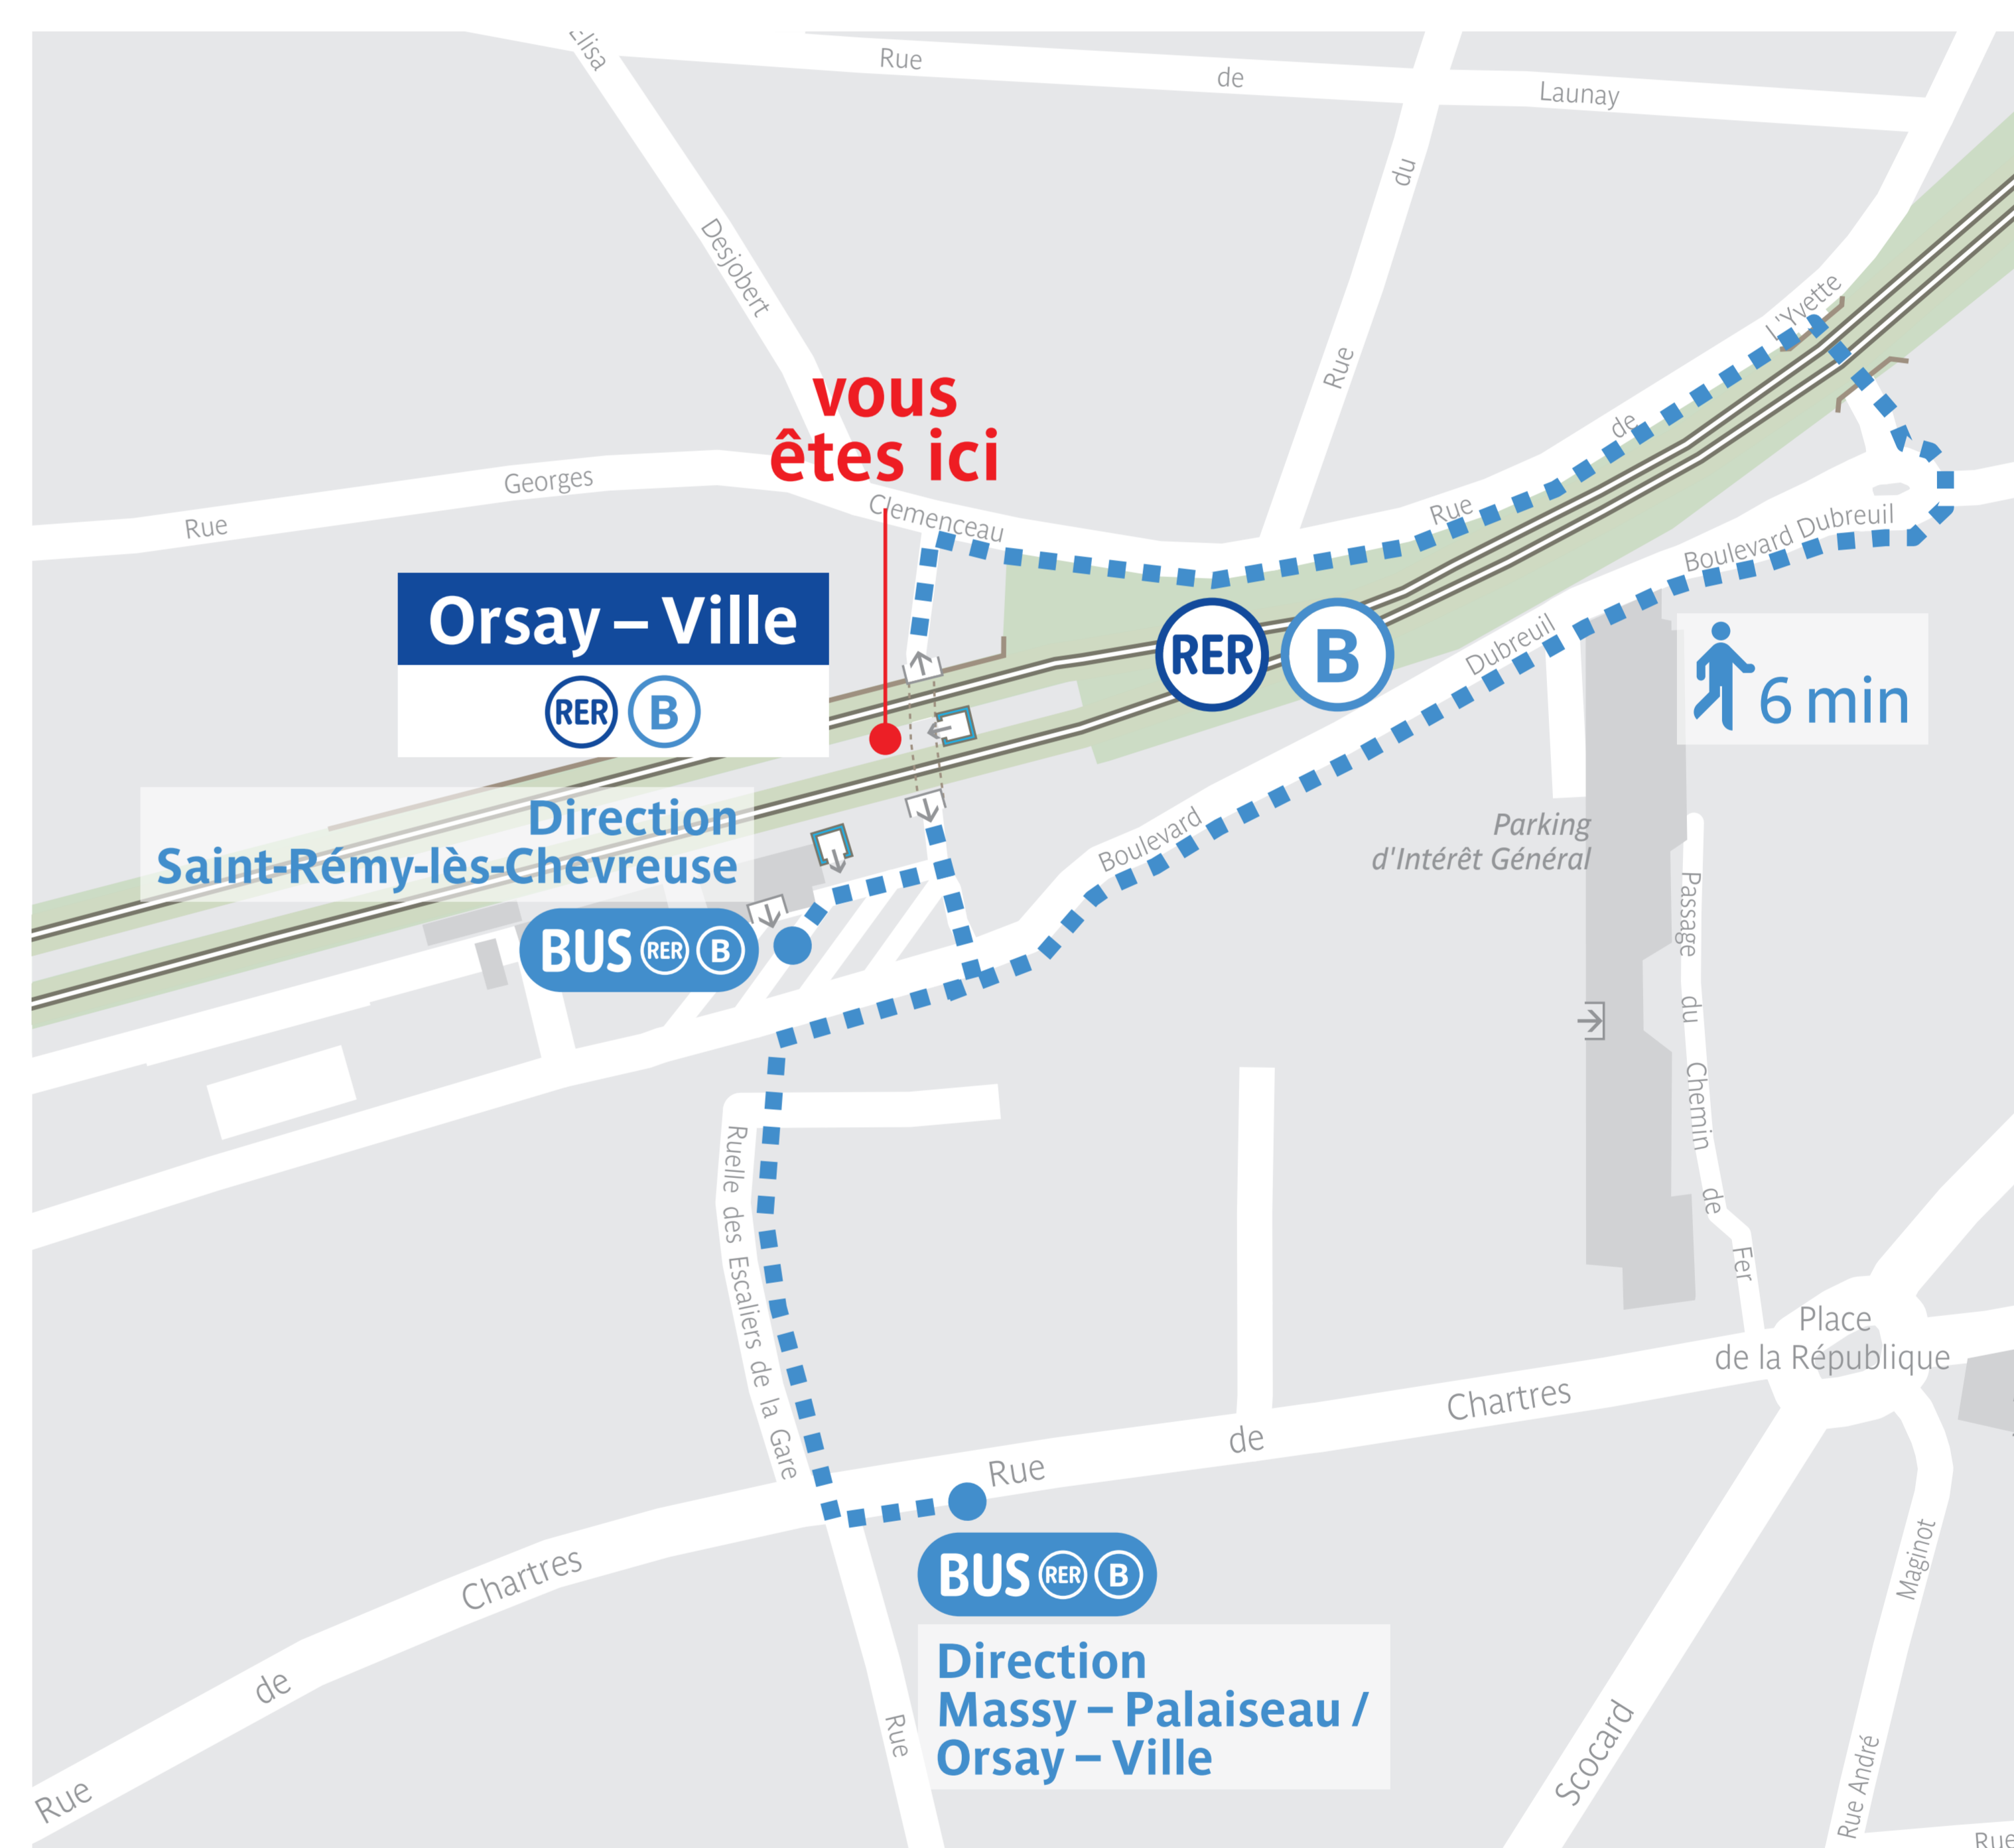 Élisa
Desjobert
Rue
de
Launay
du
Rue
L'Yvette
de
Rue
vous
êtes ici
Rue
Georges
Clemenceau
Orsay – Ville
RER B
RER B
Boulevard Dubreuil
Dubreuil
Boulevard
6 min
Direction
Saint-Rémy-lès-Chevreuse
BUS RER B
Parking
d'Intérêt Général
Passage
du
Chemin
de
Fer
Ruelle des Escaliers de la Gare
Place
de la République
Chartres
de
Rue
Chartres
de
Rue
BUS RER B
Direction
Massy – Palaiseau /
Orsay – Ville
Rue
Scocard
Maginot
Rue André
Rue